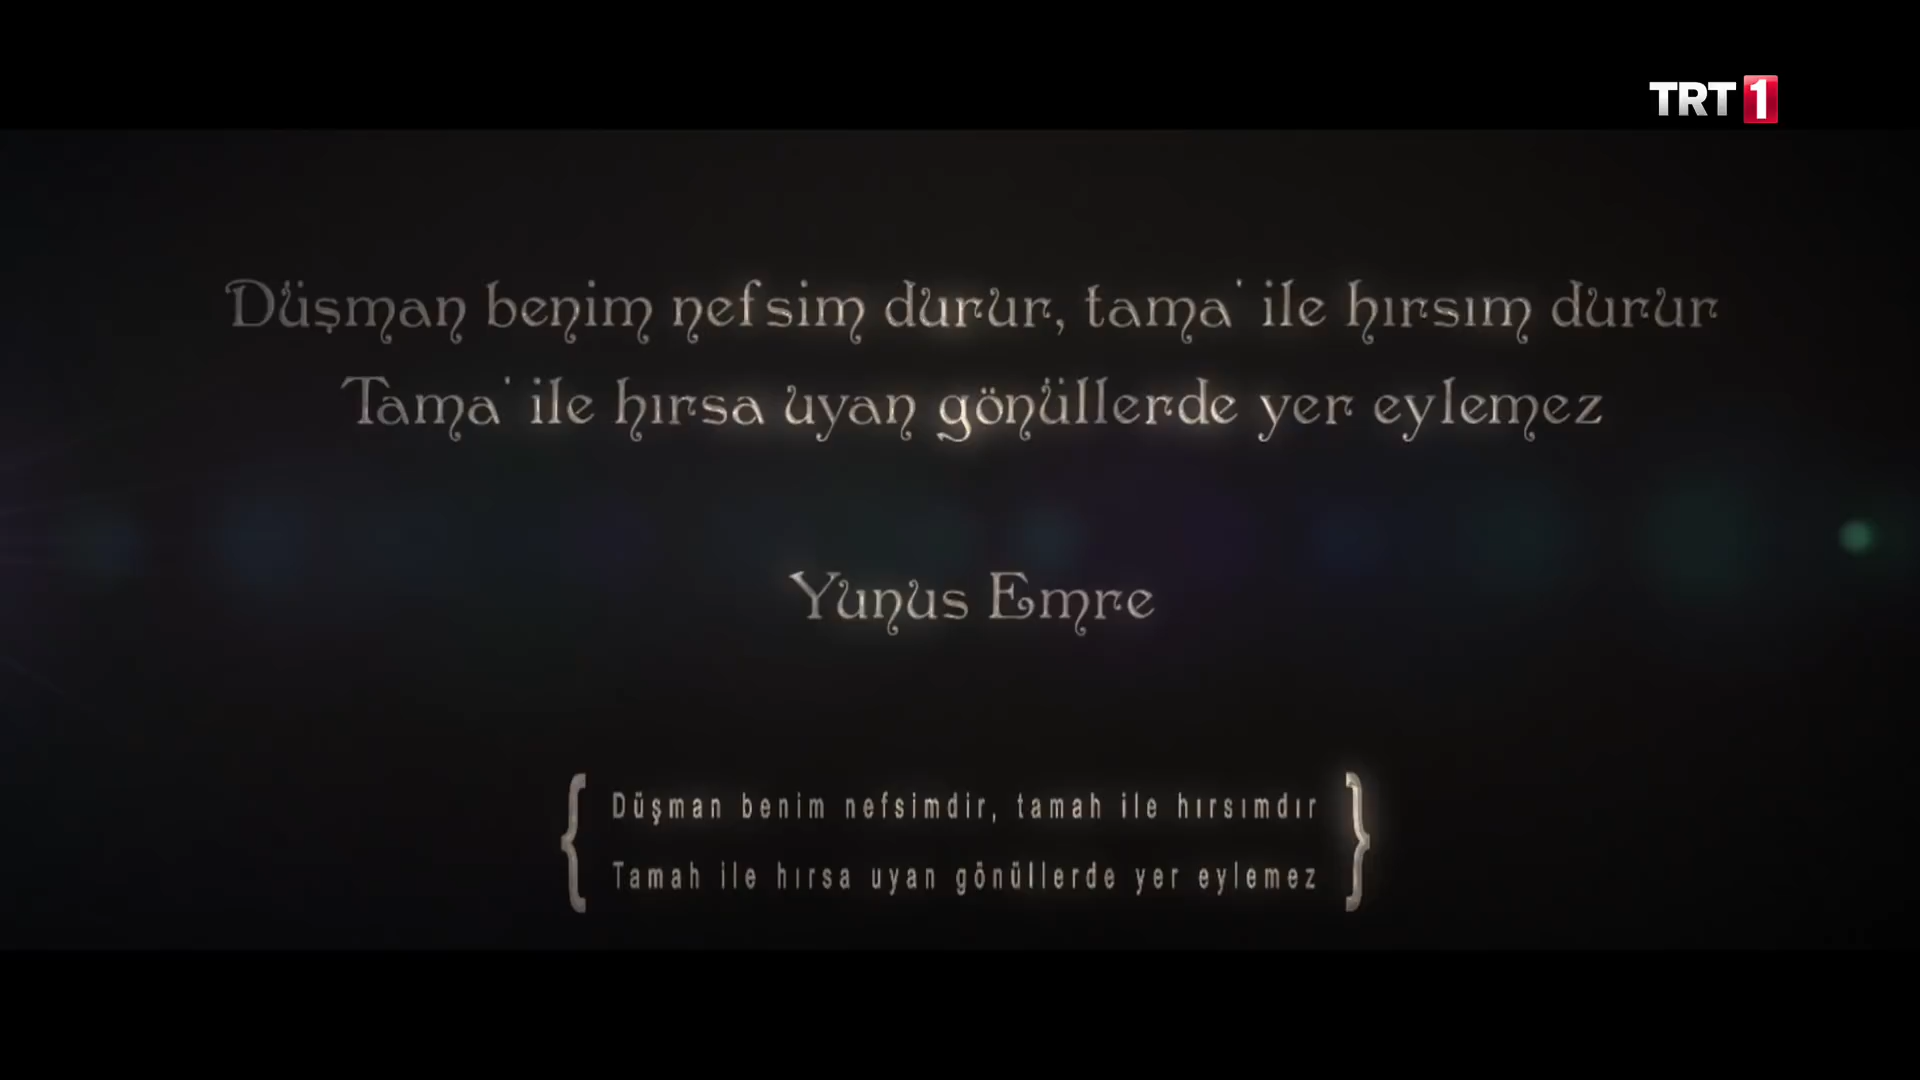 TRT 1
Düşman benim nefsim durur, tama' ile hırsım durur
Tama' ile hırsa uyan gönüllerde yer eylemez
Yunus Emre
{ Düşman benim nefsimdir, tamah ile hırsımdır
Tamah ile hırsa uyan gönüllerde yer eylemez }